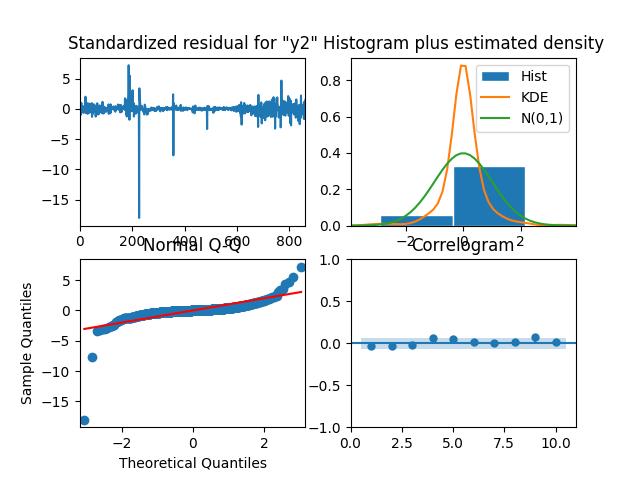 Standardized residual for "y2"
5
0
−5
−10
−15
0 200 400 600 800
Histogram plus estimated density
Hist
KDE
N(0,1)
0.8
0.6
0.4
0.2
0.0
−2 0 2
Normal Q-Q
Sample Quantiles
5
0
−5
−10
−15
−2 0 2
Theoretical Quantiles
Correlogram
1.0
0.5
0.0
−0.5
−1.0
0.0 2.5 5.0 7.5 10.0